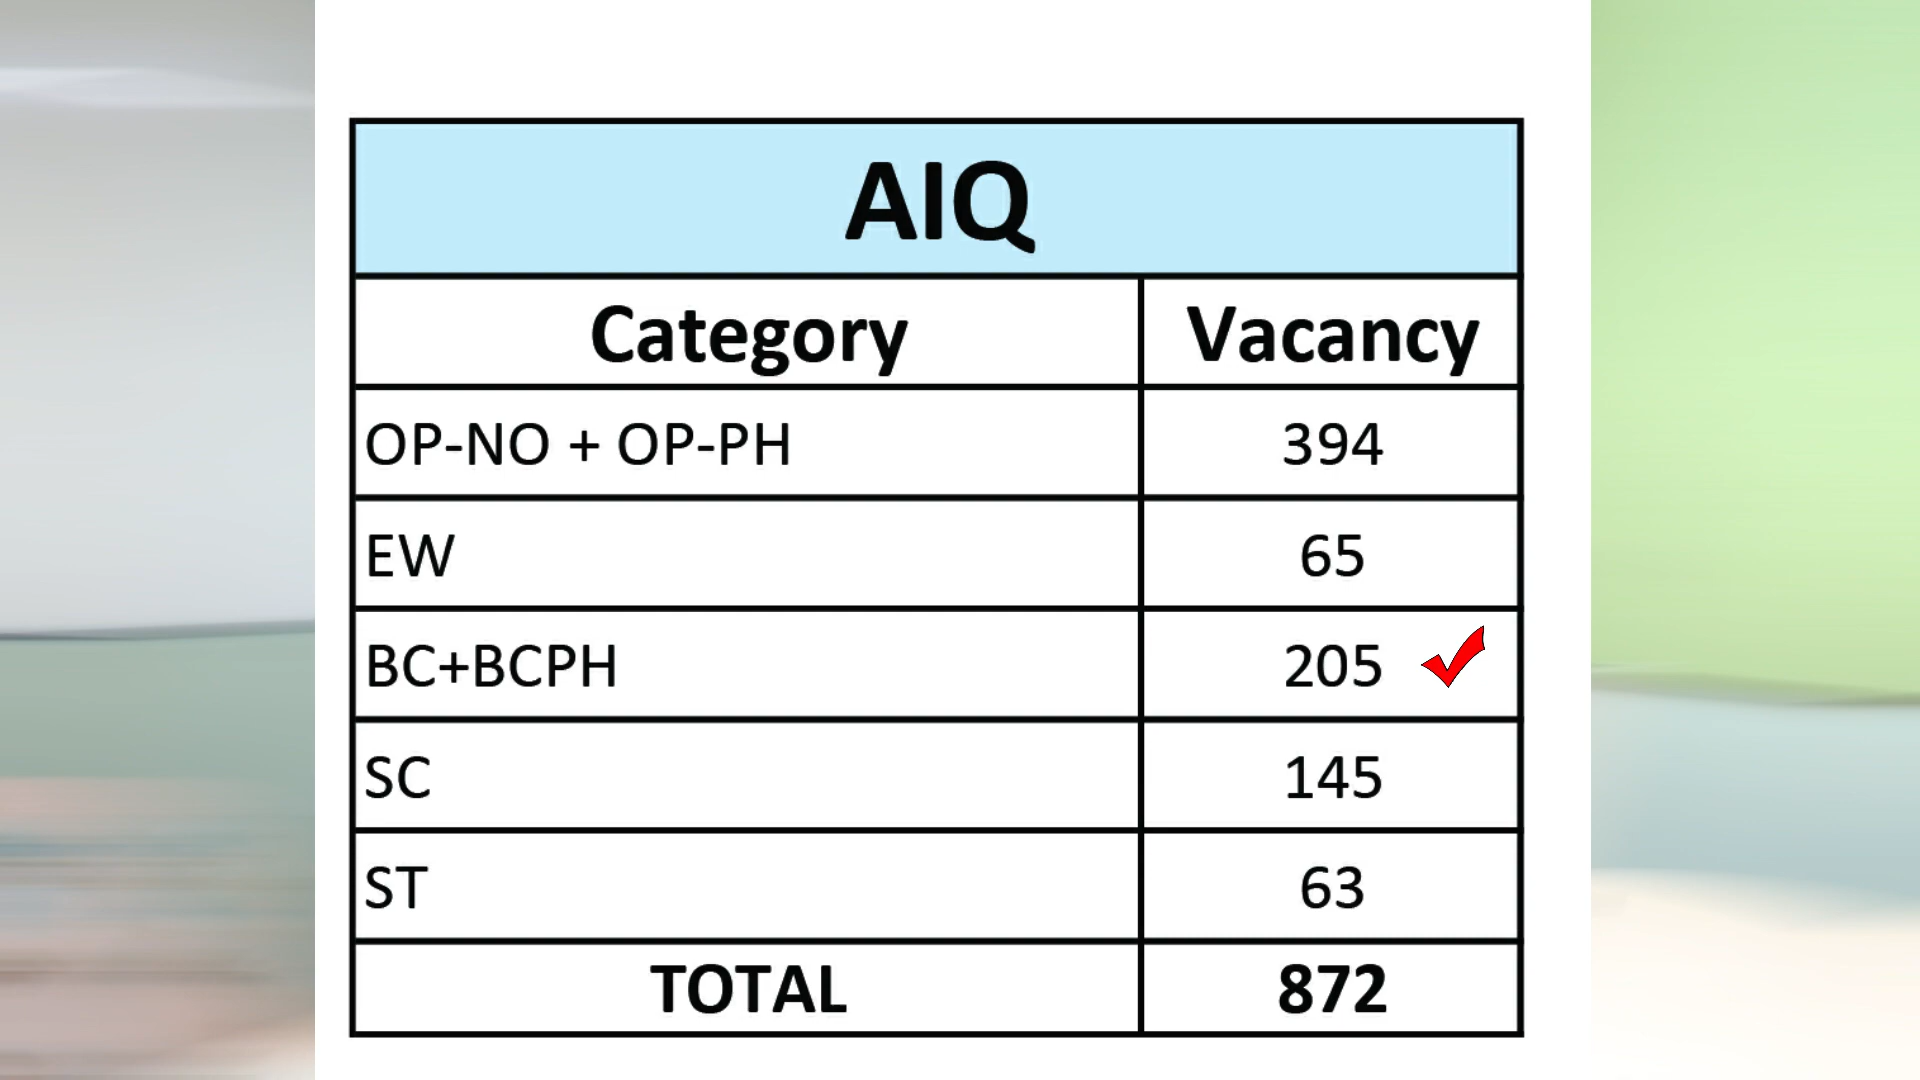 AIQ
Category Vacancy
OP-NO + OP-PH 394
EW 65
BC+BCPH 205
SC 145
ST 63
TOTAL 872